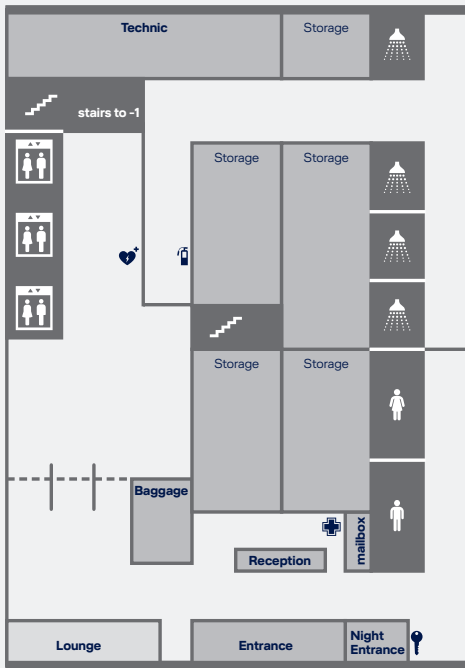 Technic
Storage
stairs to -1
Storage
Storage
Storage
Storage
Baggage
mailbox
Reception
Lounge
Entrance
Night
Entrance